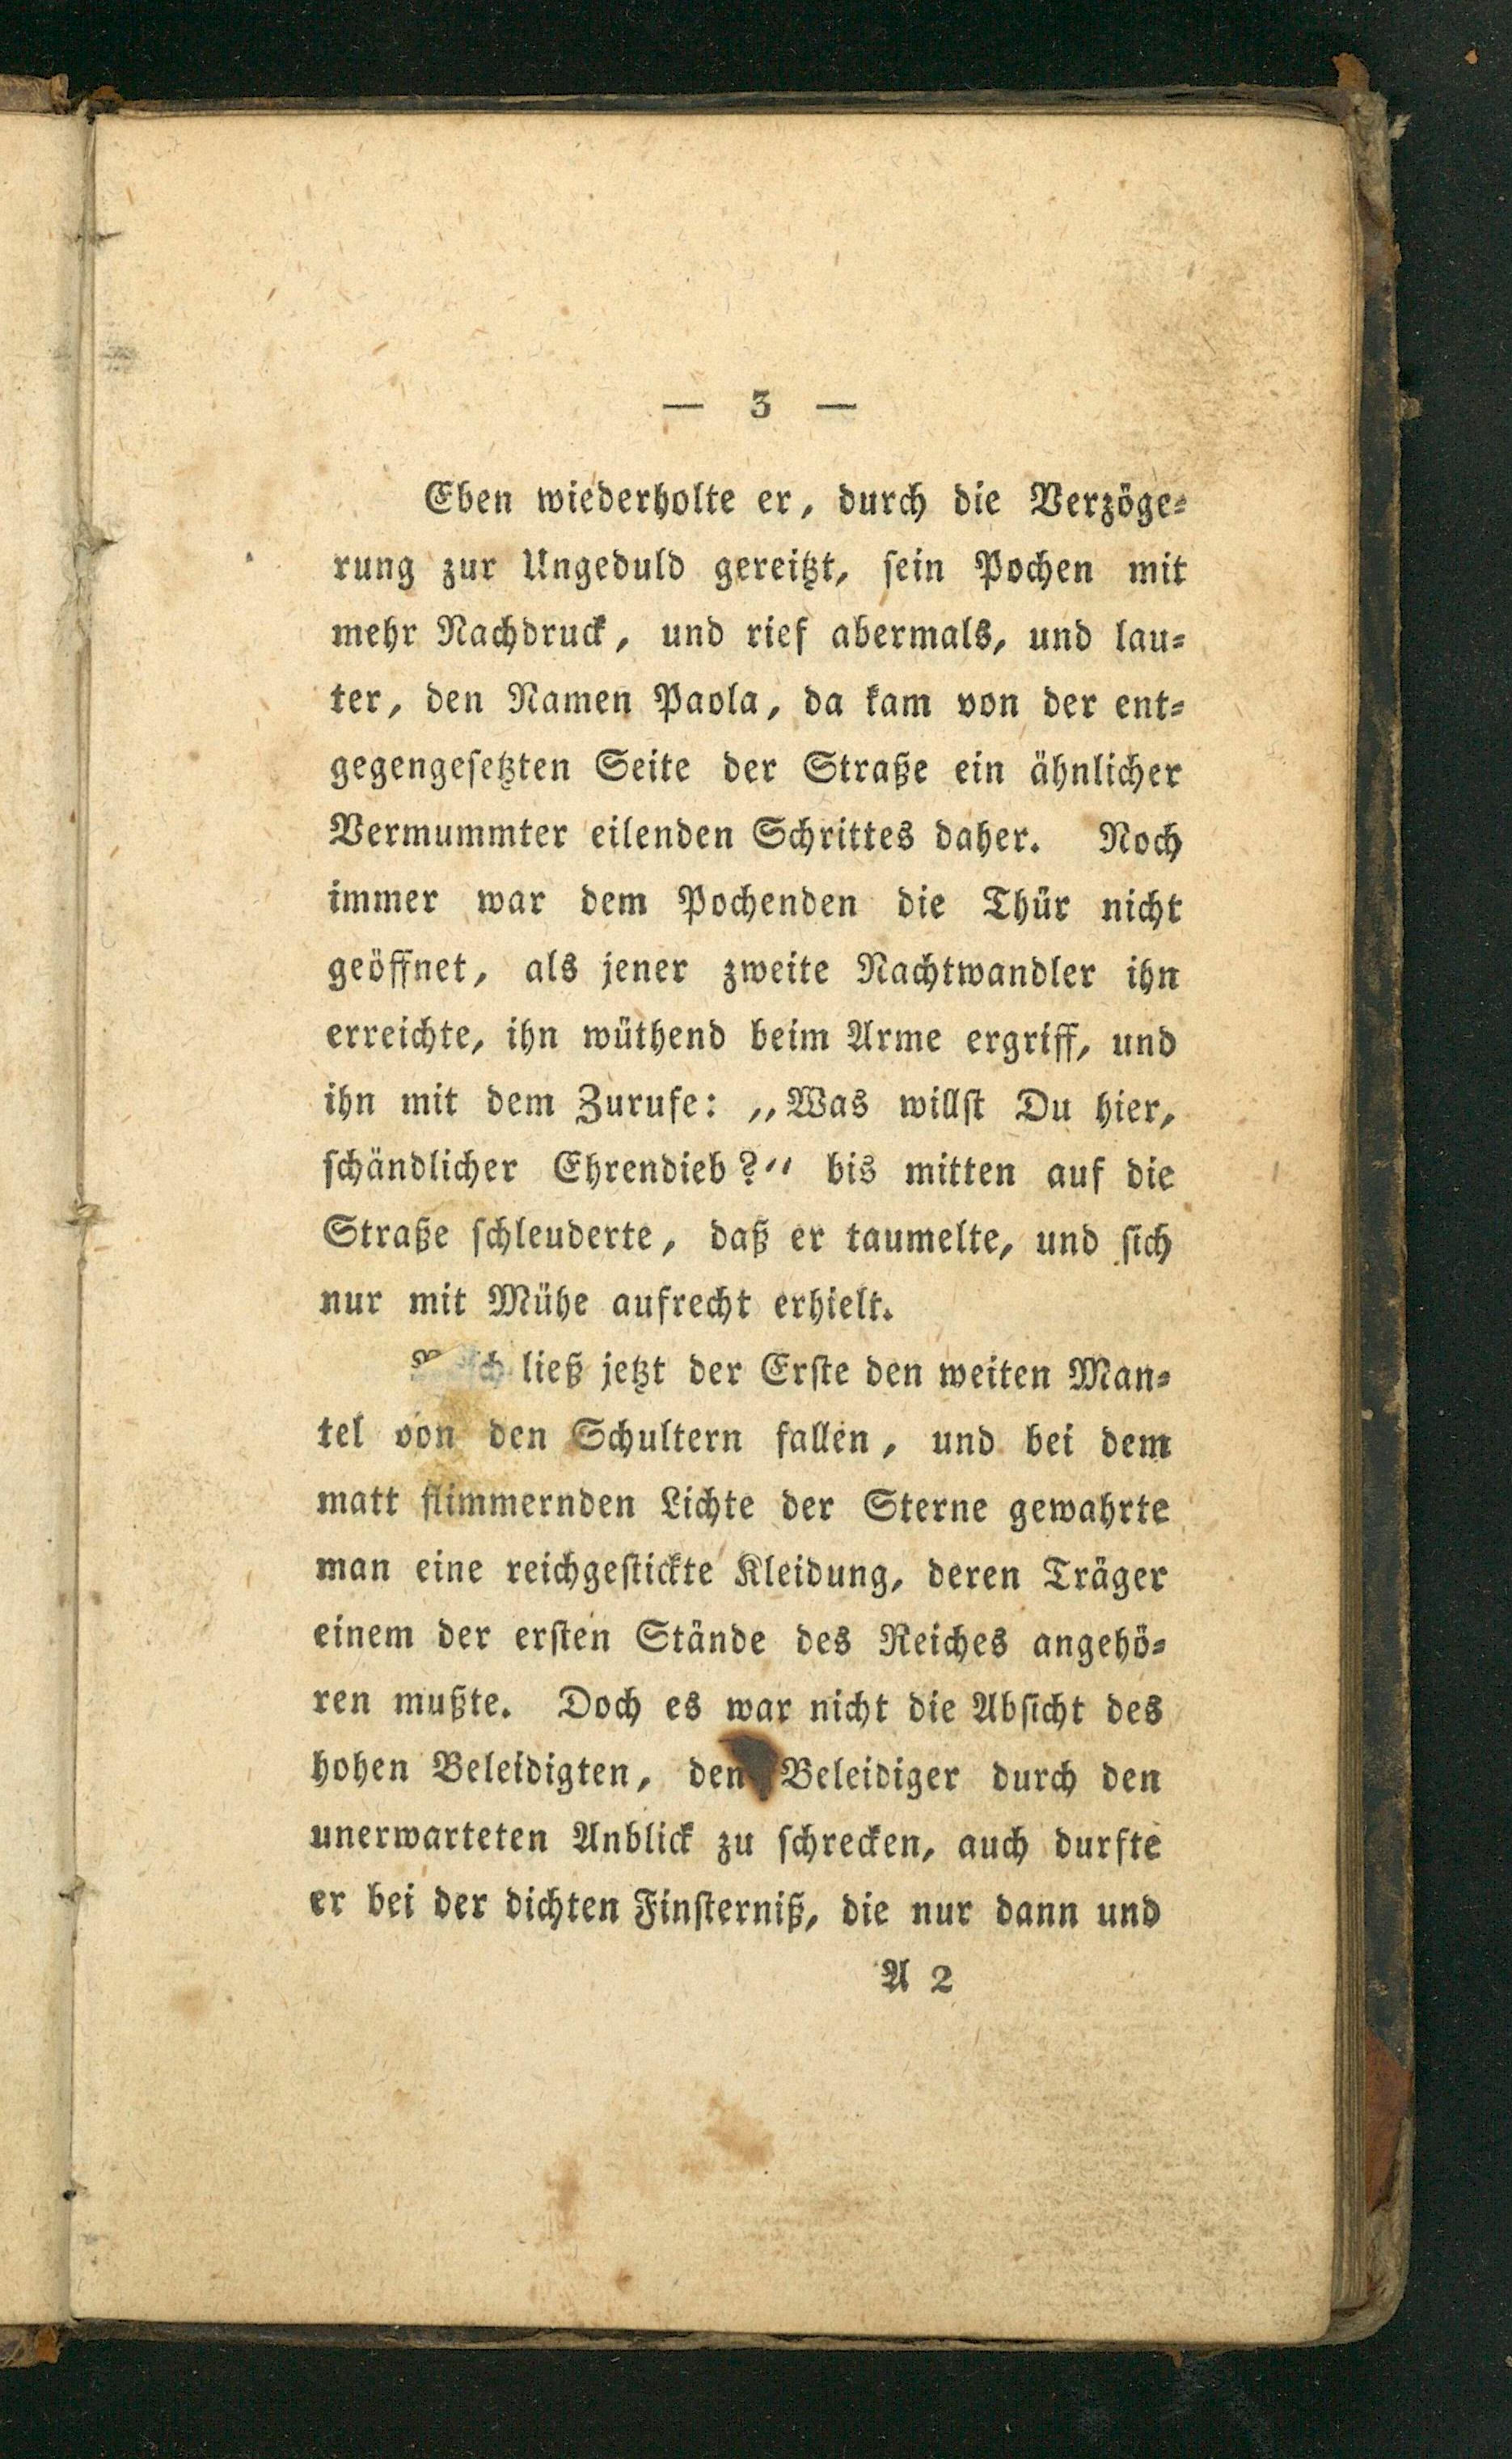 — 3 —
Eben wiederholte er, durch die Verzöge-
rung zur Ungeduld gereitzt, sein Pochen mit
mehr Nachdruck, und rief abermals, und lau-
ter, den Namen Paola, da kam von der ent-
gegengesetzten Seite der Straße ein ähnlicher
Vermummter eilenden Schrittes daher. Noch
immer war dem Pochenden die Thür nicht
geöffnet, als jener zweite Nachtwandler ihn
erreichte, ihn wüthend beim Arme ergriff, und
ihn mit dem Zurufe: „Was willst Du hier,
schändlicher Ehrendieb?“ bis mitten auf die
Straße schleuderte, daß er taumelte, und sich
nur mit Mühe aufrecht erhielt.
ließ jetzt der Erste den weiten Man-
tel von den Schultern fallen, und bei dem
matt flimmernden Lichte der Sterne gewahrte
man eine reichgestickte Kleidung, deren Träger
einem der ersten Stände des Reiches angehö-
ren mußte. Doch es war nicht die Absicht des
hohen Beleidigten, den Beleidiger durch den
unerwarteten Anblick zu schrecken, auch durfte
er bei der dichten Finsterniß, die nur dann und
A 2